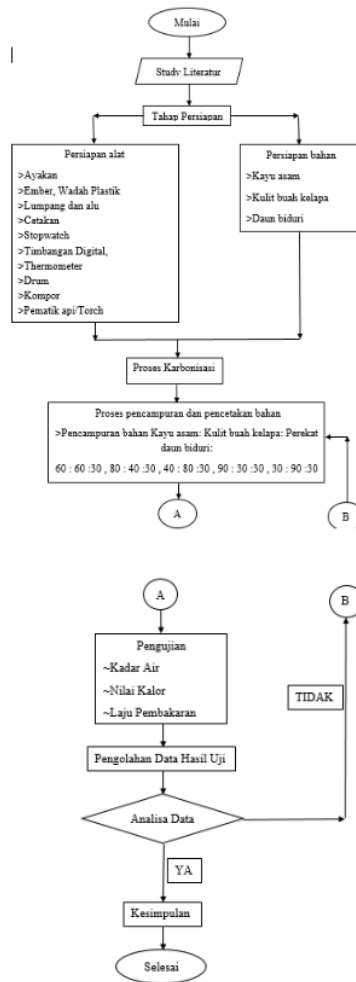 Mulai
Study Literatur
Tahap Persiapan
Persiapan alat
>Ayakan
>Ember, Wadah Plastik
>Lumpang dan alu
>Cetakan
>Stopwatch
>Timbangan Digital,
>Thermometer
>Drum
>Kompor
>Pematik api/Torch
Persiapan bahan
>Kayu asam
>Kulit buah kelapa
>Daun biduri
Proses Karbonisasi
Proses pencampuran dan pencetakan bahan
>Pencampuran bahan Kayu asam: Kulit buah kelapa: Perekat
daun biduri:
60 : 60 :30 , 80 : 40 :30 , 40 : 80 :30 , 90 : 30 :30 , 30 : 90 :30
A
B
A
B
Pengujian
~Kadar Air
~Nilai Kalor
~Laju Pembakaran
TIDAK
Pengolahan Data Hasil Uji
Analisa Data
YA
Kesimpulan
Selesai